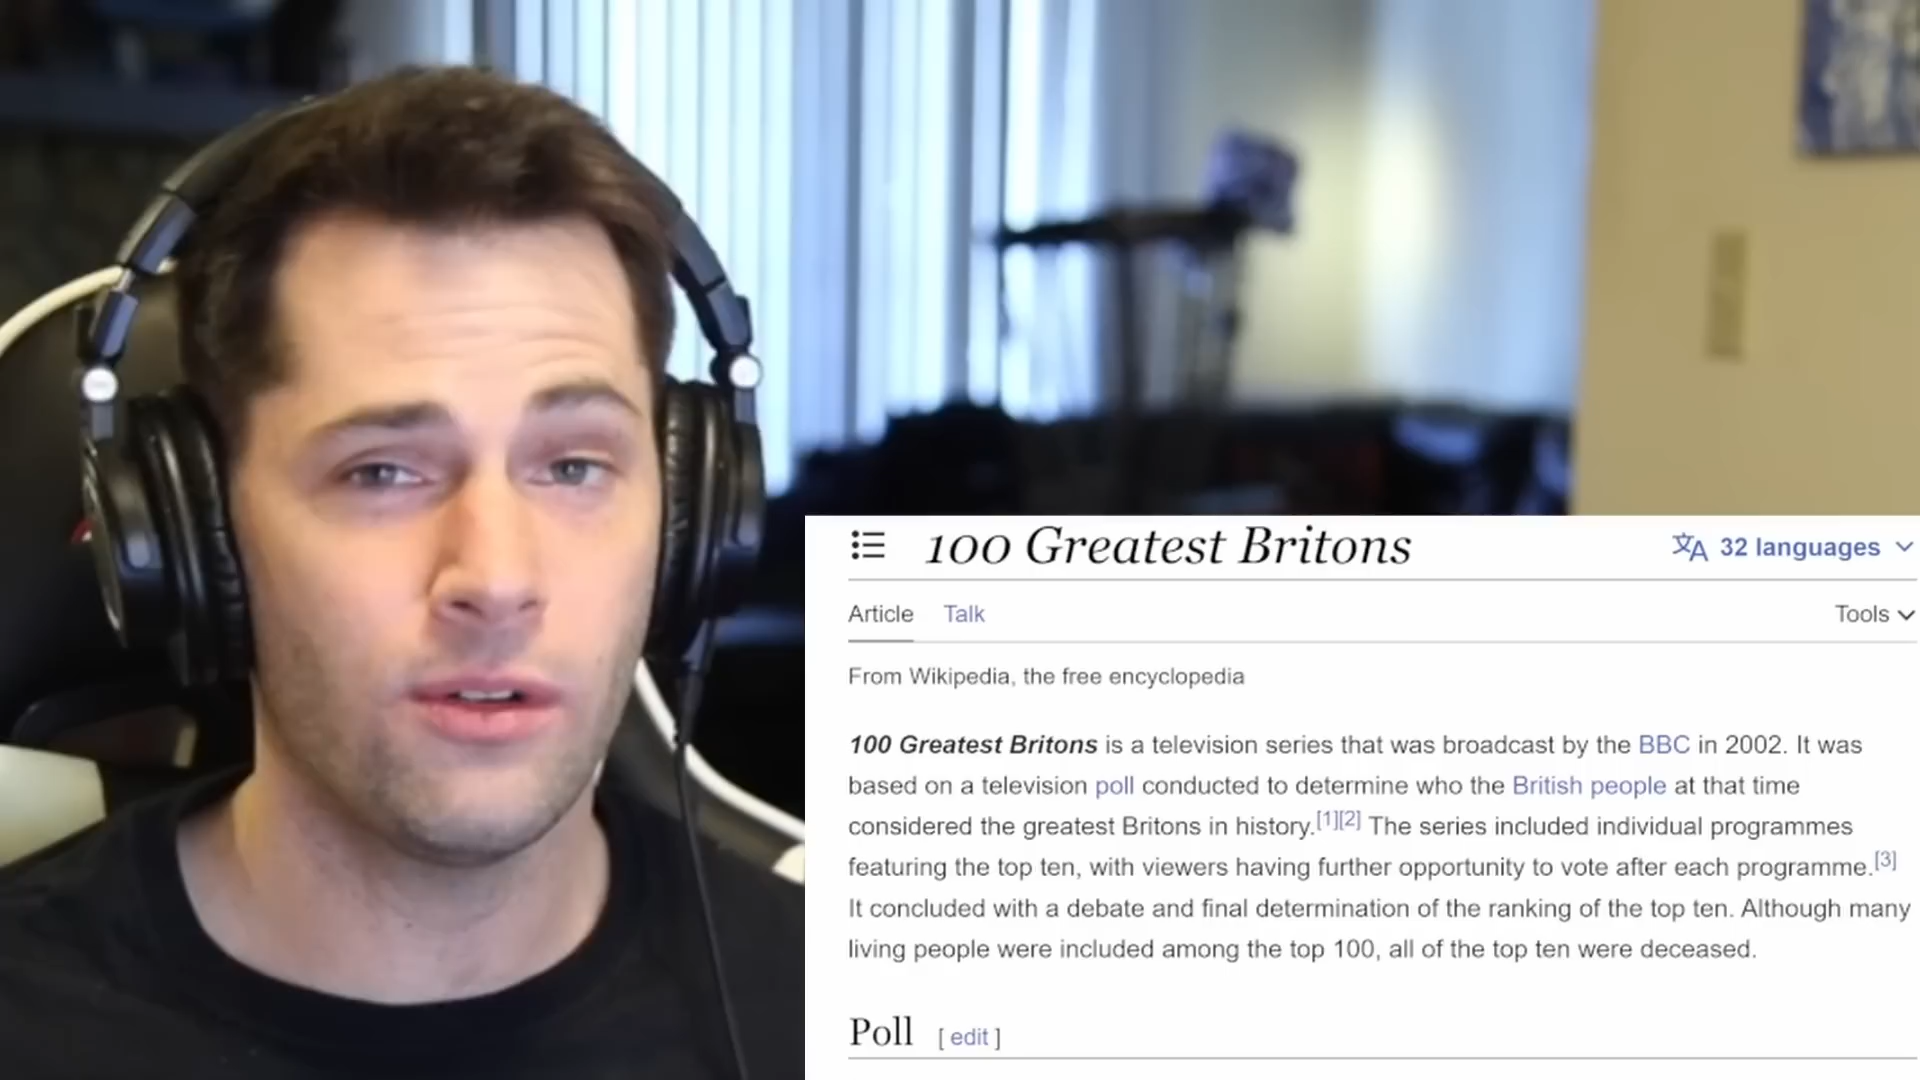 100 Greatest Britons
32 languages
Article Talk
Tools
From Wikipedia, the free encyclopedia
100 Greatest Britons is a television series that was broadcast by the BBC in 2002. It was
based on a television poll conducted to determine who the British people at that time
considered the greatest Britons in history.[1][2] The series included individual programmes
featuring the top ten, with viewers having further opportunity to vote after each programme.[3]
It concluded with a debate and final determination of the ranking of the top ten. Although many
living people were included among the top 100, all of the top ten were deceased.
Poll [ edit ]